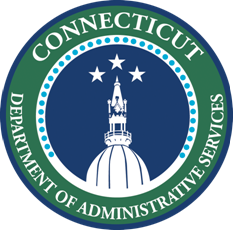 CONNECTICUT
DEPARTMENT OF ADMINISTRATIVE SERVICES